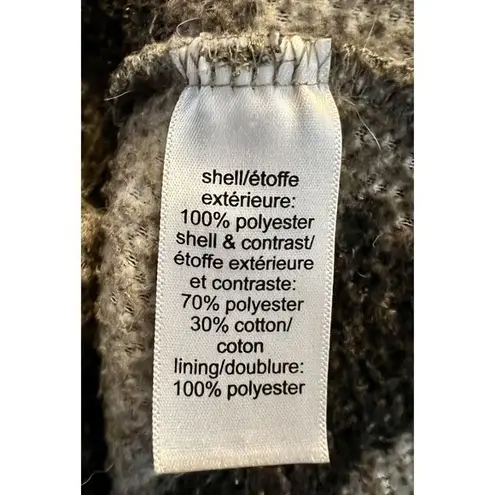 shell/étoffe
extérieure:
100% polyester
shell & contrast/
étoffe extérieure
et contraste:
70% polyester
30% cotton/
coton
lining/doublure:
100% polyester